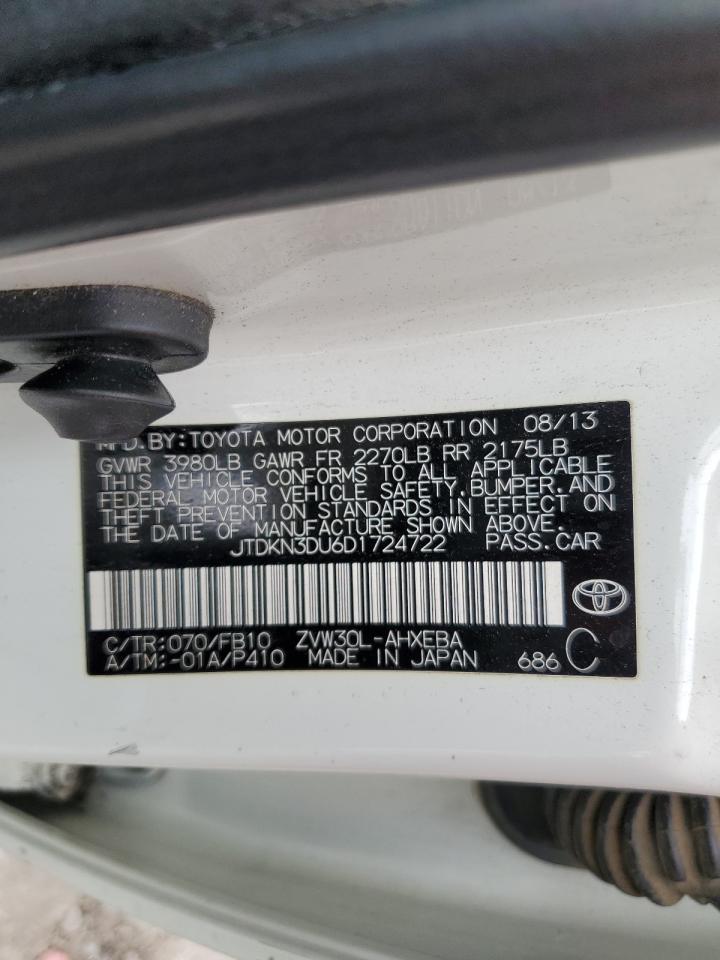 MFD.BY:TOYOTA MOTOR CORPORATION 08/13
GVWR 3980LB GAWR FR 2270LB RR 2175LB
THIS VEHICLE CONFORMS TO ALL APPLICABLE
FEDERAL MOTOR VEHICLE SAFETY,BUMPER,AND
THEFT PREVENTION STANDARDS IN EFFECT ON
THE DATE OF MANUFACTURE SHOWN ABOVE.
JTDKN3DU6D1724722 PASS.CAR
C/TR:070/FB10 ZVW30L-AHXEBA
A/TM:-01A/P410 MADE IN JAPAN 686 C